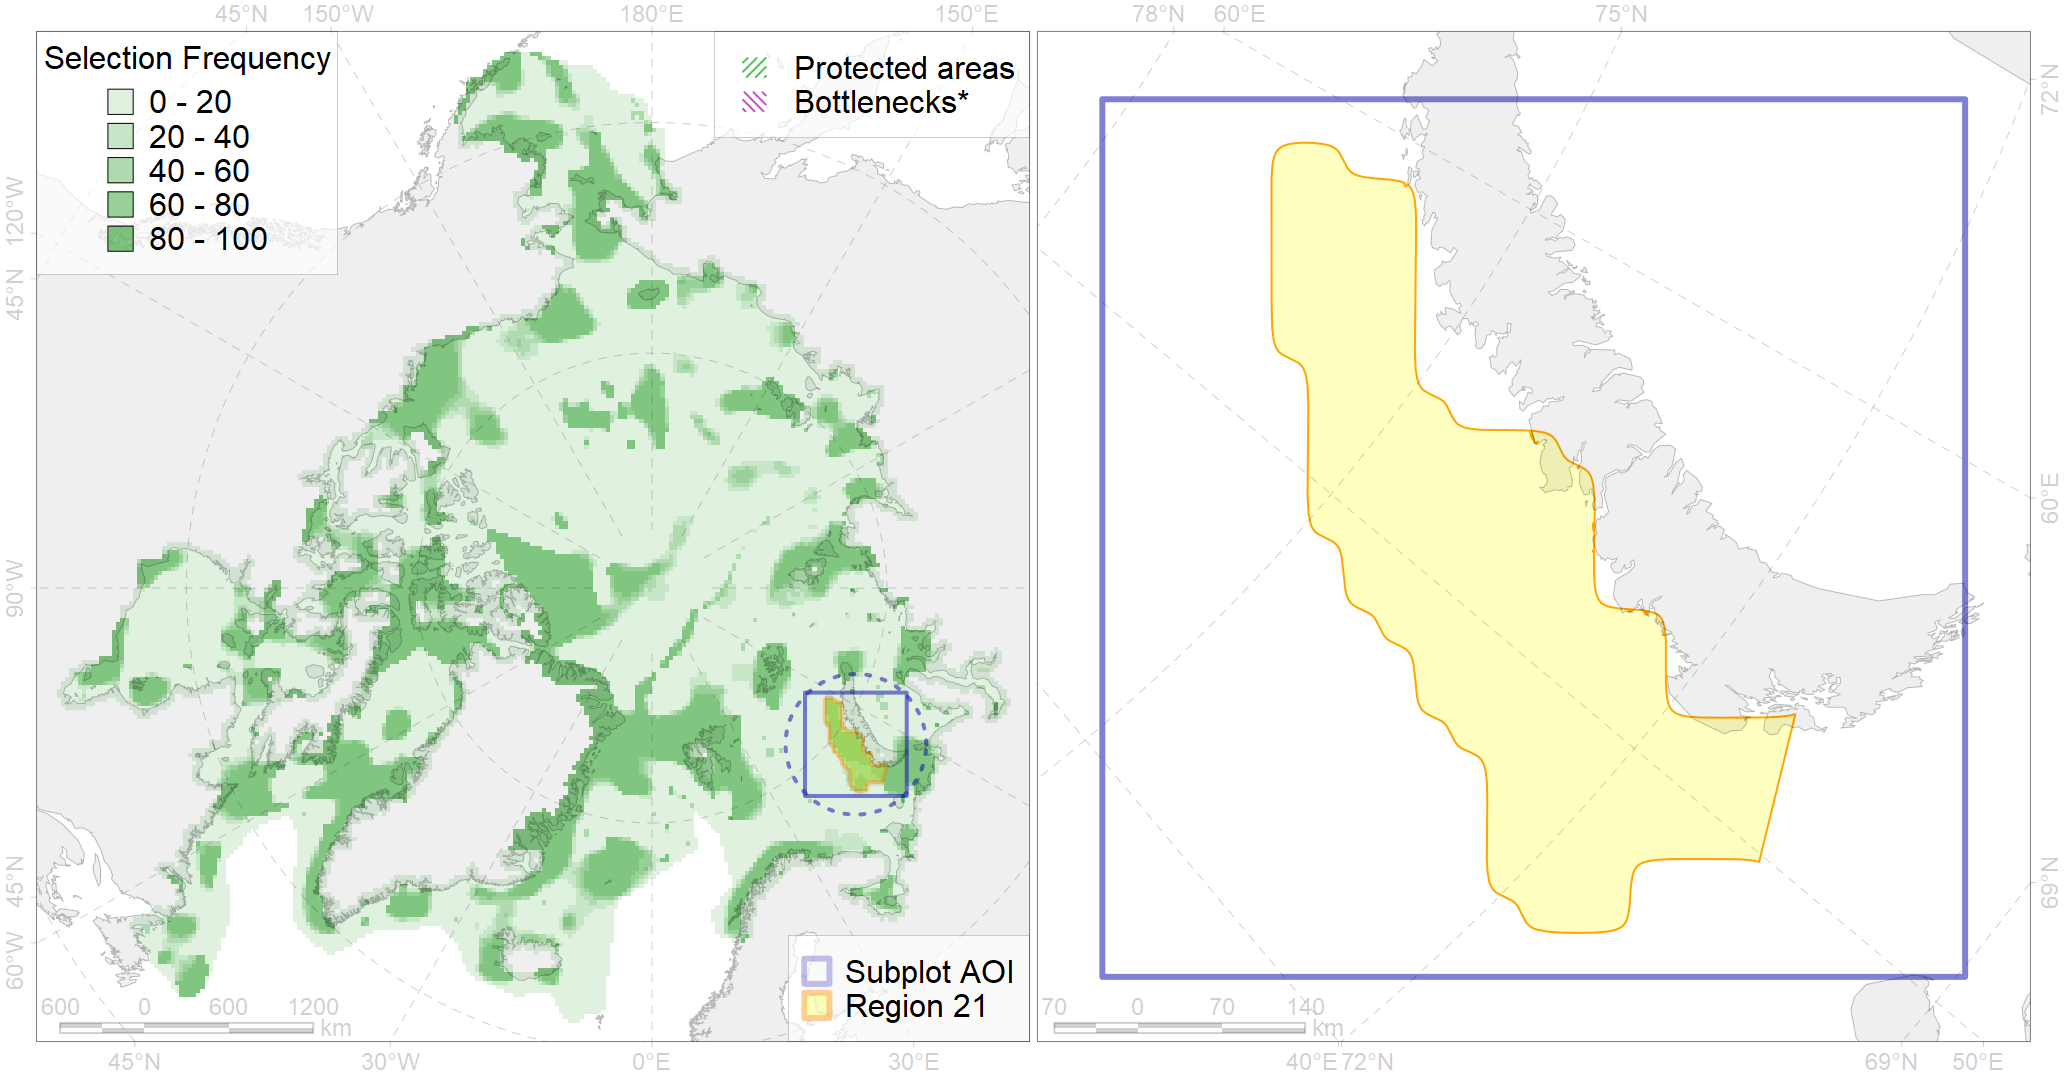 45°N 150°W 180°E 150°E 78°N 60°E 75°N
Selection Frequency
0 - 20
20 - 40
40 - 60
60 - 80
80 - 100
Protected areas
Bottlenecks*
120°W
45°N
90°W
45°N
60°W
72°N
60°E
69°N
Subplot AOI
Region 21
600 0 600 1200
km
70 0 70 140
km
45°N 30°W 0°E 30°E 40°E 72°N 69°N 50°E